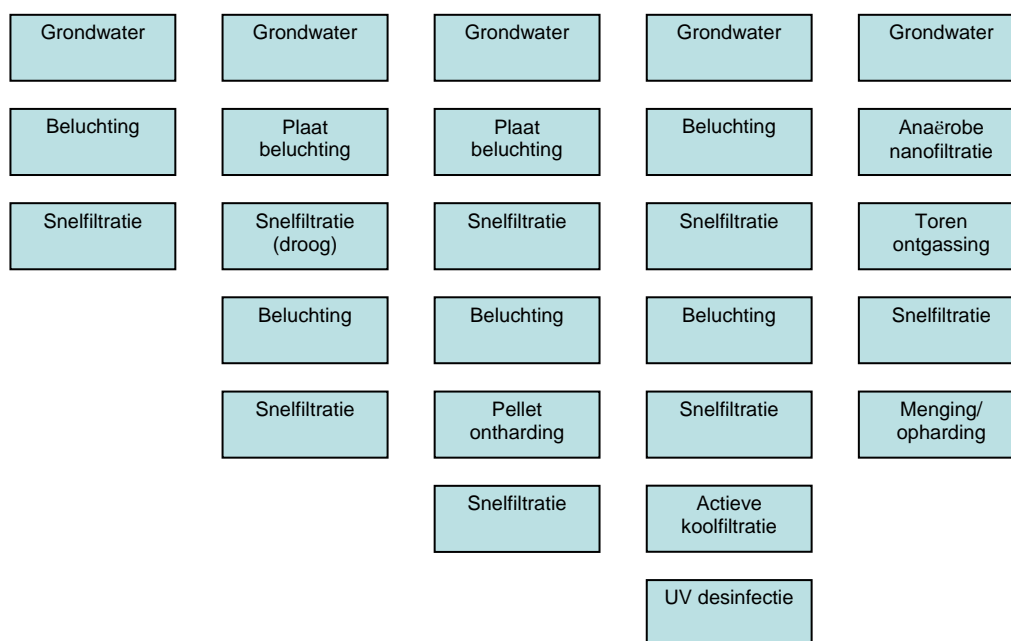 Grondwater
Grondwater
Grondwater
Grondwater
Grondwater
Beluchting
Plaat
beluchting
Plaat
beluchting
Beluchting
Anaërobe
nanofiltratie
Snelfiltratie
Snelfiltratie
(droog)
Snelfiltratie
Snelfiltratie
Toren
ontgassing
Beluchting
Beluchting
Beluchting
Snelfiltratie
Snelfiltratie
Pellet
ontharding
Snelfiltratie
Menging/
opharding
Snelfiltratie
Actieve
koolfiltratie
UV desinfectie